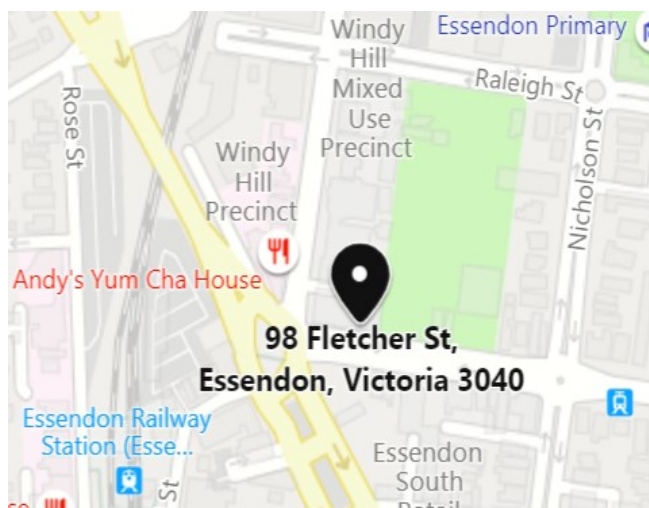 Windy
Hill
Mixed
Use
Precinct
Essendon Primary
Raleigh St
Rose St
Windy
Hill
Precinct
Nicholson St
Andy's Yum Cha House
98 Fletcher St,
Essendon, Victoria 3040
Essendon Railway
Station (Esse...
St
Essendon
South